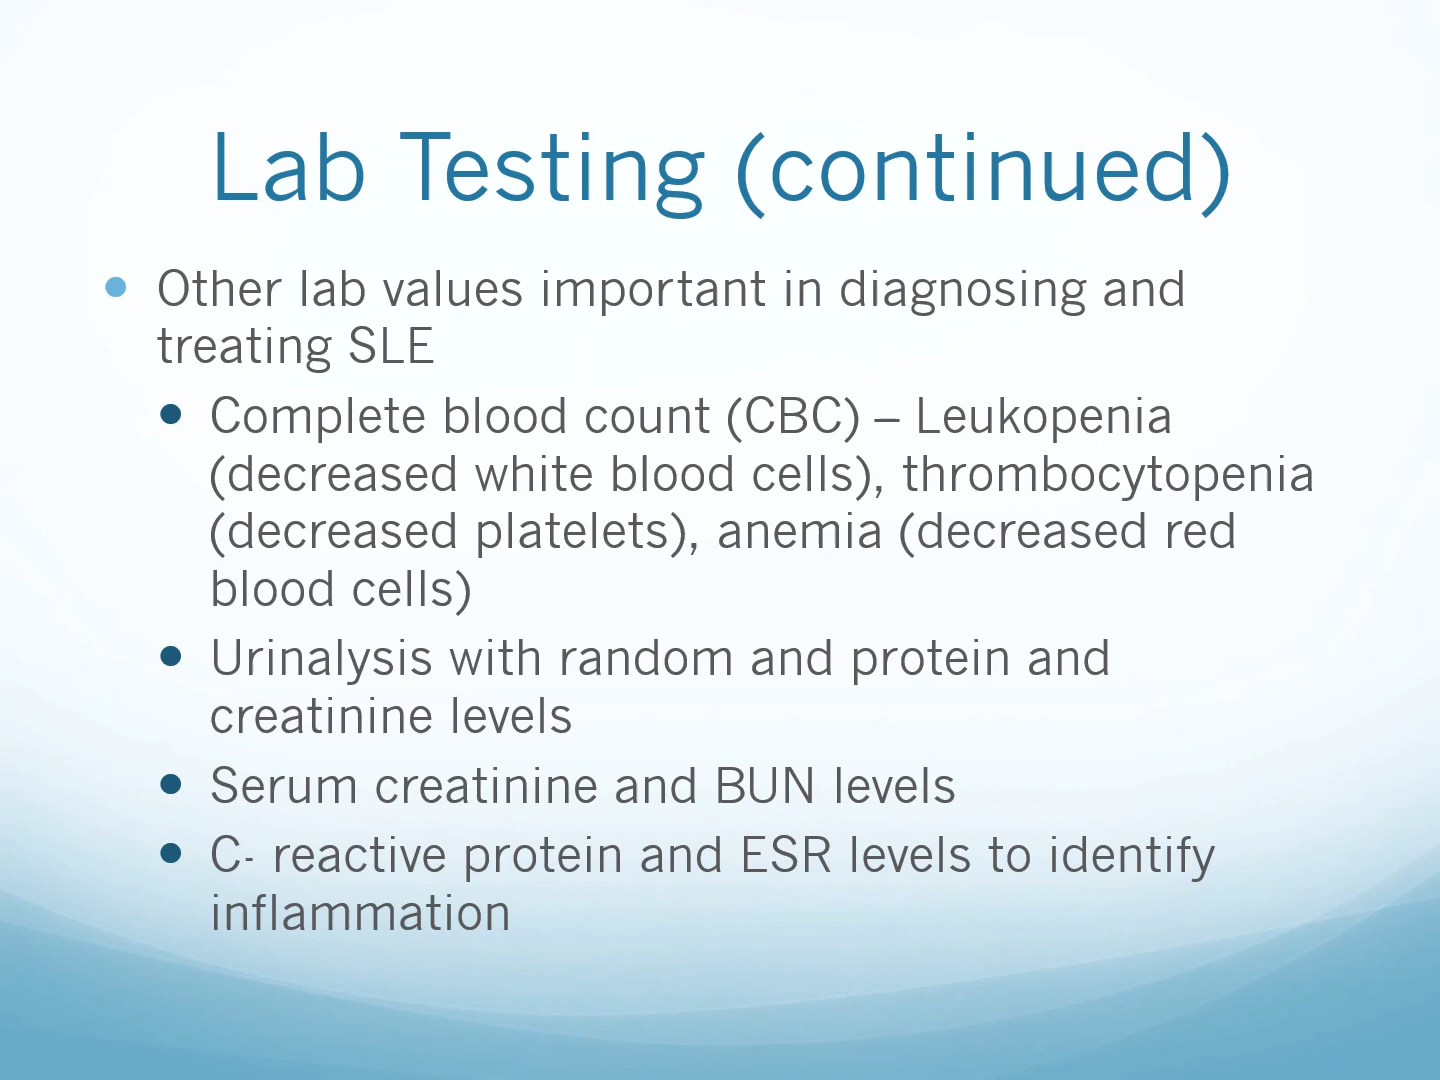 Lab Testing (continued)
Other lab values important in diagnosing and
treating SLE
Complete blood count (CBC) – Leukopenia
(decreased white blood cells), thrombocytopenia
(decreased platelets), anemia (decreased red
blood cells)
Urinalysis with random and protein and
creatinine levels
Serum creatinine and BUN levels
C- reactive protein and ESR levels to identify
inflammation